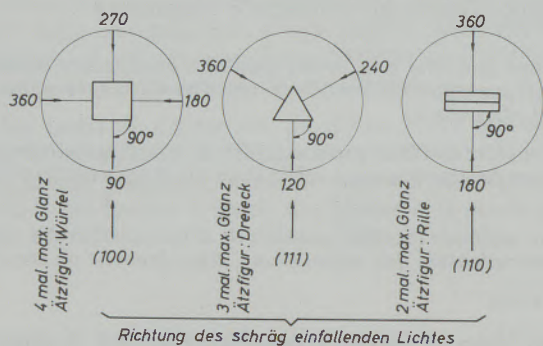 270
360
180
90°
90
4 mal. max. Glanz
Ätzfigur: Würfel
(100)
360
240
90°
120
3 mal. max. Glanz
Ätzfigur: Dreieck
(111)
360
90°
180
2 mal. max. Glanz
Ätzfigur: Rille
(110)
Richtung des schräg einfallenden Lichtes